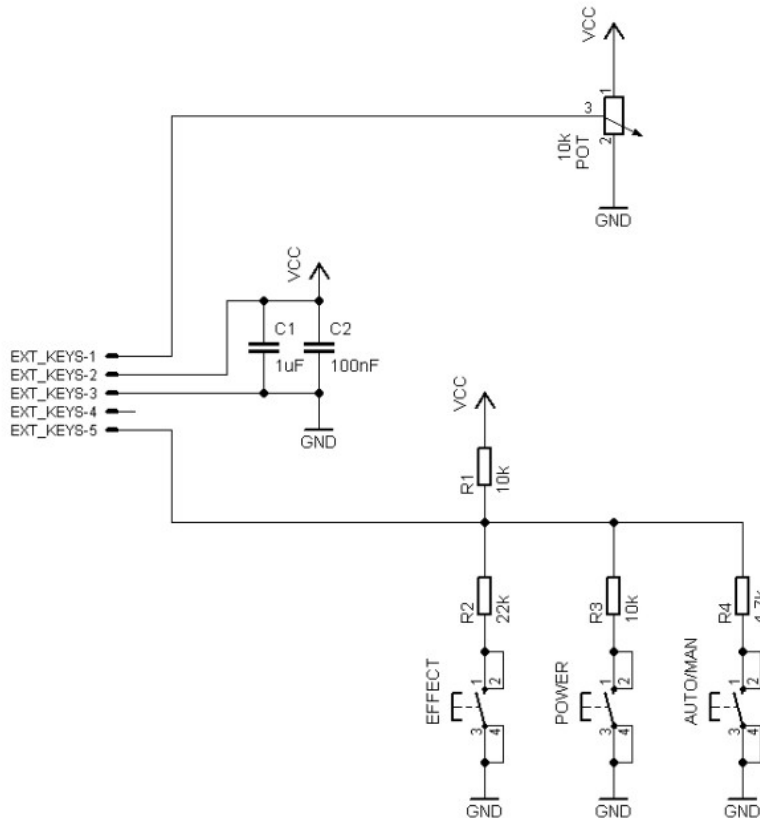 VCC
1
3
2
10k
POT
GND
VCC
C1
C2
1uF
100nF
EXT_KEYS-1
EXT_KEYS-2
EXT_KEYS-3
EXT_KEYS-4
EXT_KEYS-5
GND
VCC
R1
10k
R2
22k
R3
10k
R4
4.7k
EFFECT
1
2
3
4
POWER
1
2
3
4
AUTO/MAN
1
2
3
4
GND
GND
GND